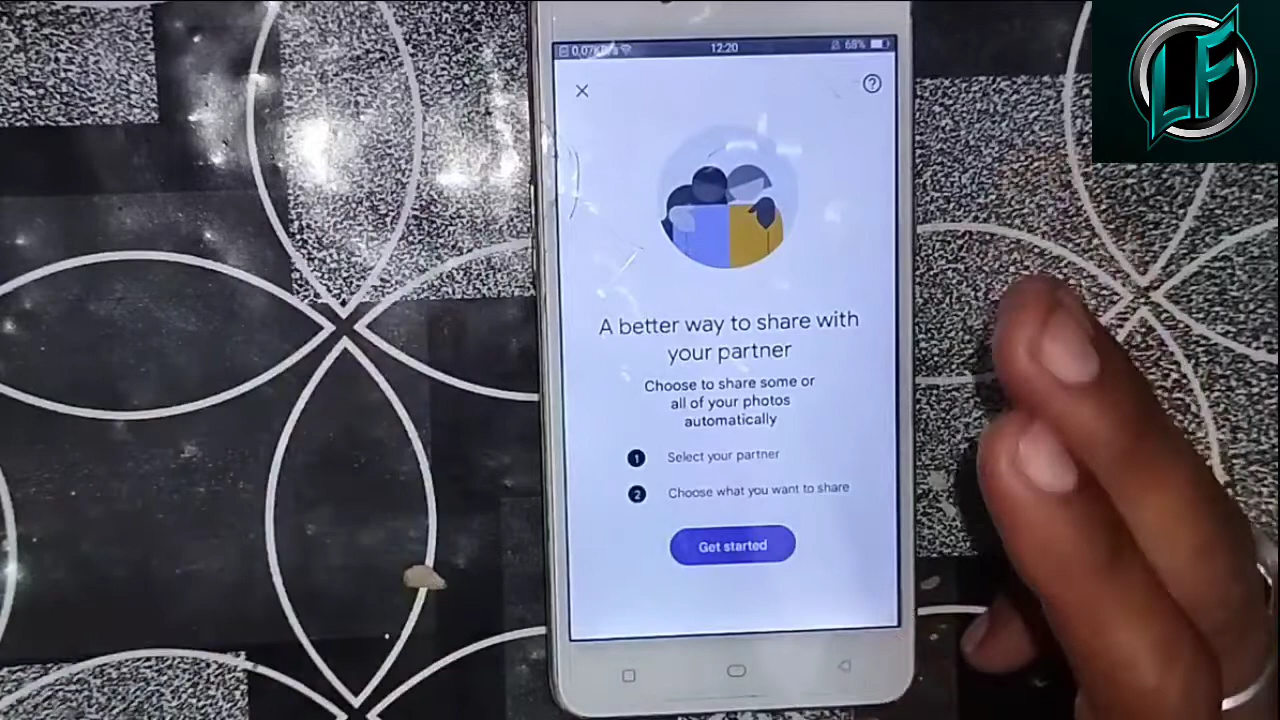 12:20
68%
A better way to share with
your partner
Choose to share some or
all of your photos
automatically
1 Select your partner
2 Choose what you want to share
Get started
LF